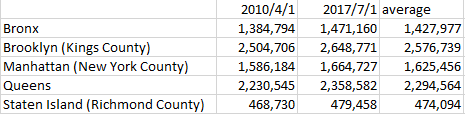 2010/4/1 2017/7/1 average
Bronx 1,384,794 1,471,160 1,427,977
Brooklyn (Kings County) 2,504,706 2,648,771 2,576,739
Manhattan (New York County) 1,586,184 1,664,727 1,625,456
Queens 2,230,545 2,358,582 2,294,564
Staten Island (Richmond County) 468,730 479,458 474,094